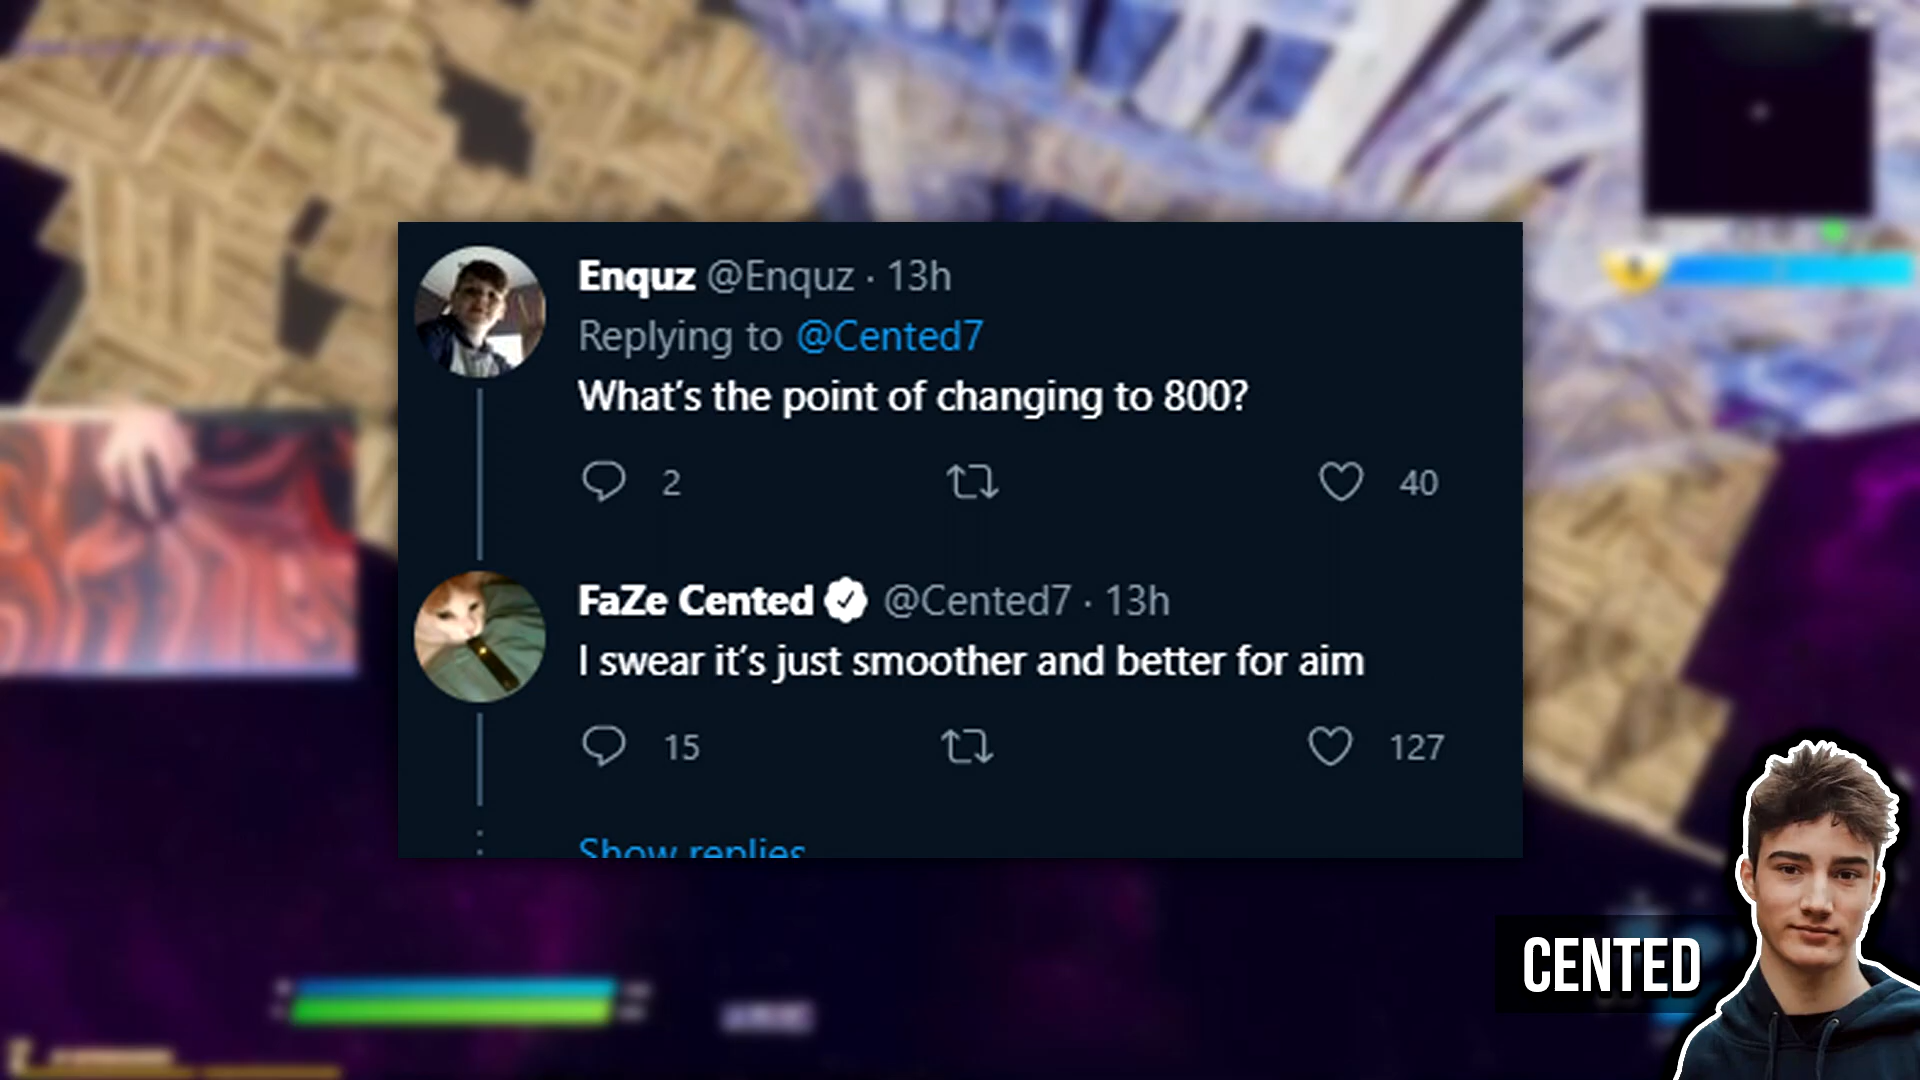 Enquz @Enquz · 13h
Replying to @Cented7
What's the point of changing to 800?
2 40
FaZe Cented @Cented7 · 13h
I swear it's just smoother and better for aim
15 127
Show replies
CENTED